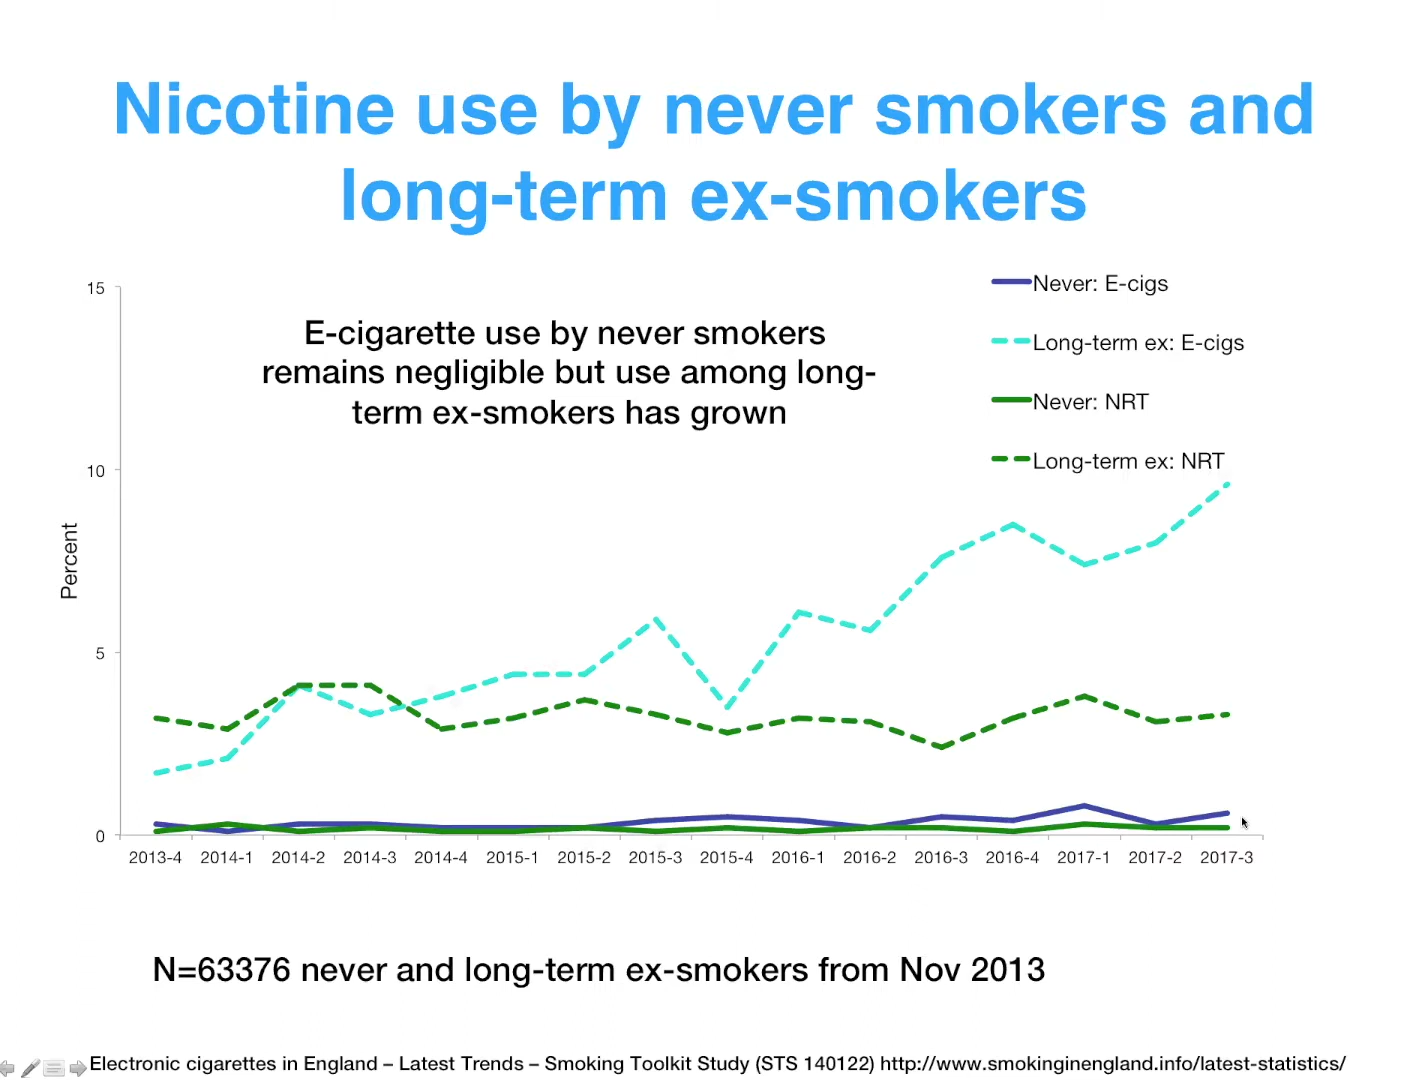 Nicotine use by never smokers and
long-term ex-smokers
Never: E-cigs
Long-term ex: E-cigs
Never: NRT
Long-term ex: NRT
E-cigarette use by never smokers
remains negligible but use among long-
term ex-smokers has grown
Percent
15
10
5
0
2013-4 2014-1 2014-2 2014-3 2014-4 2015-1 2015-2 2015-3 2015-4 2016-1 2016-2 2016-3 2016-4 2017-1 2017-2 2017-3
N=63376 never and long-term ex-smokers from Nov 2013
Electronic cigarettes in England – Latest Trends – Smoking Toolkit Study (STS 140122) http://www.smokinginengland.info/latest-statistics/